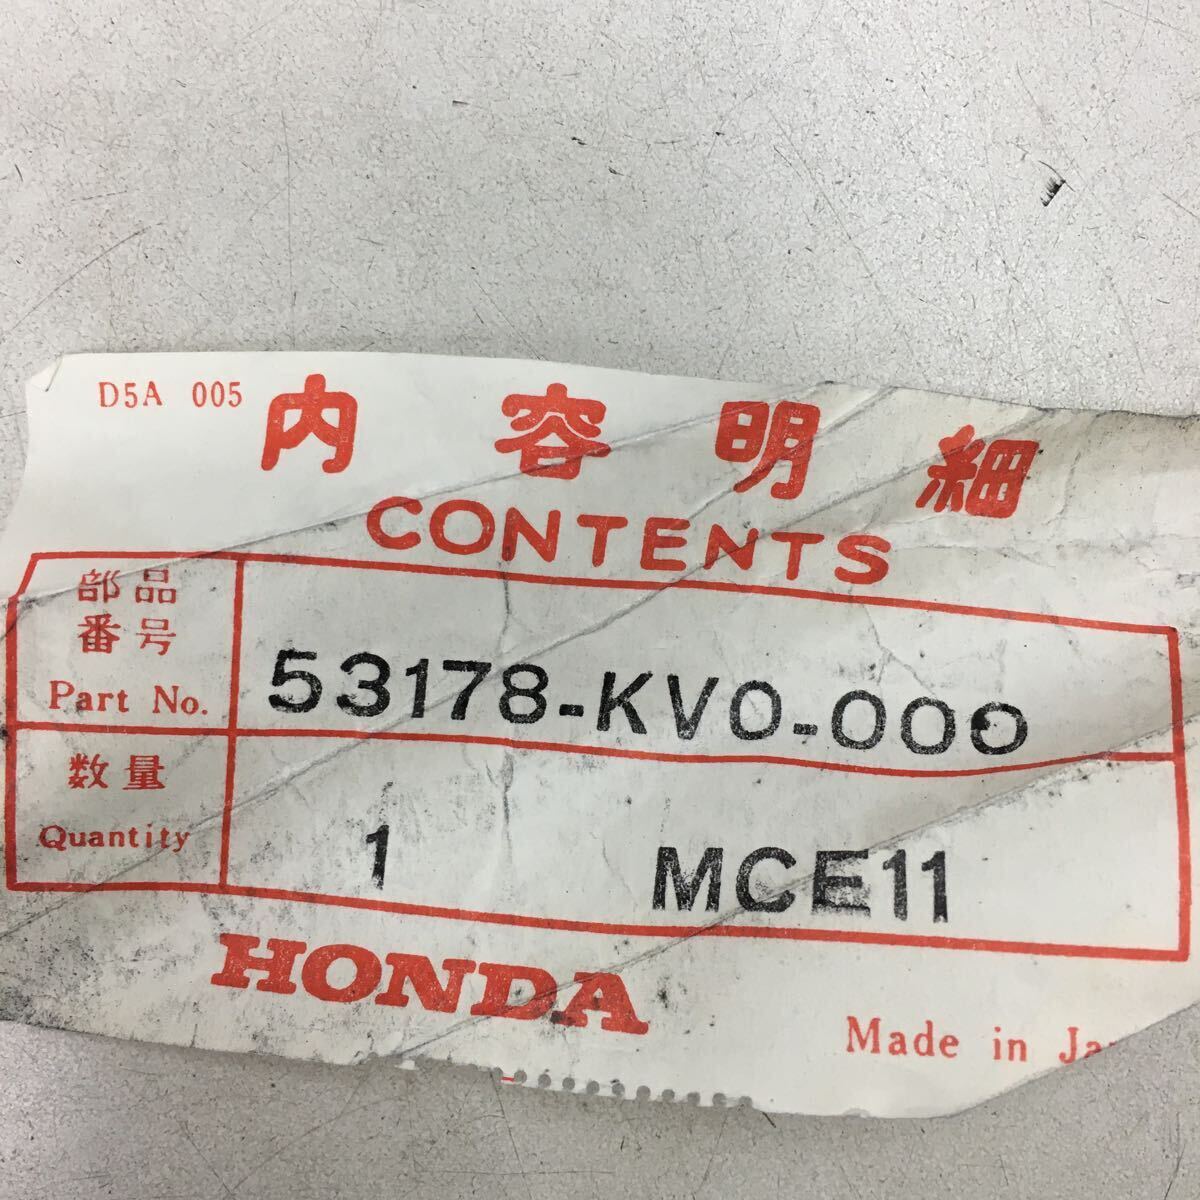 D5A 005
内容明細
CONTENTS
部品
番号
Part No.
53178-KV0-000
数量
Quantity
1 MCE11
HONDA
Made in